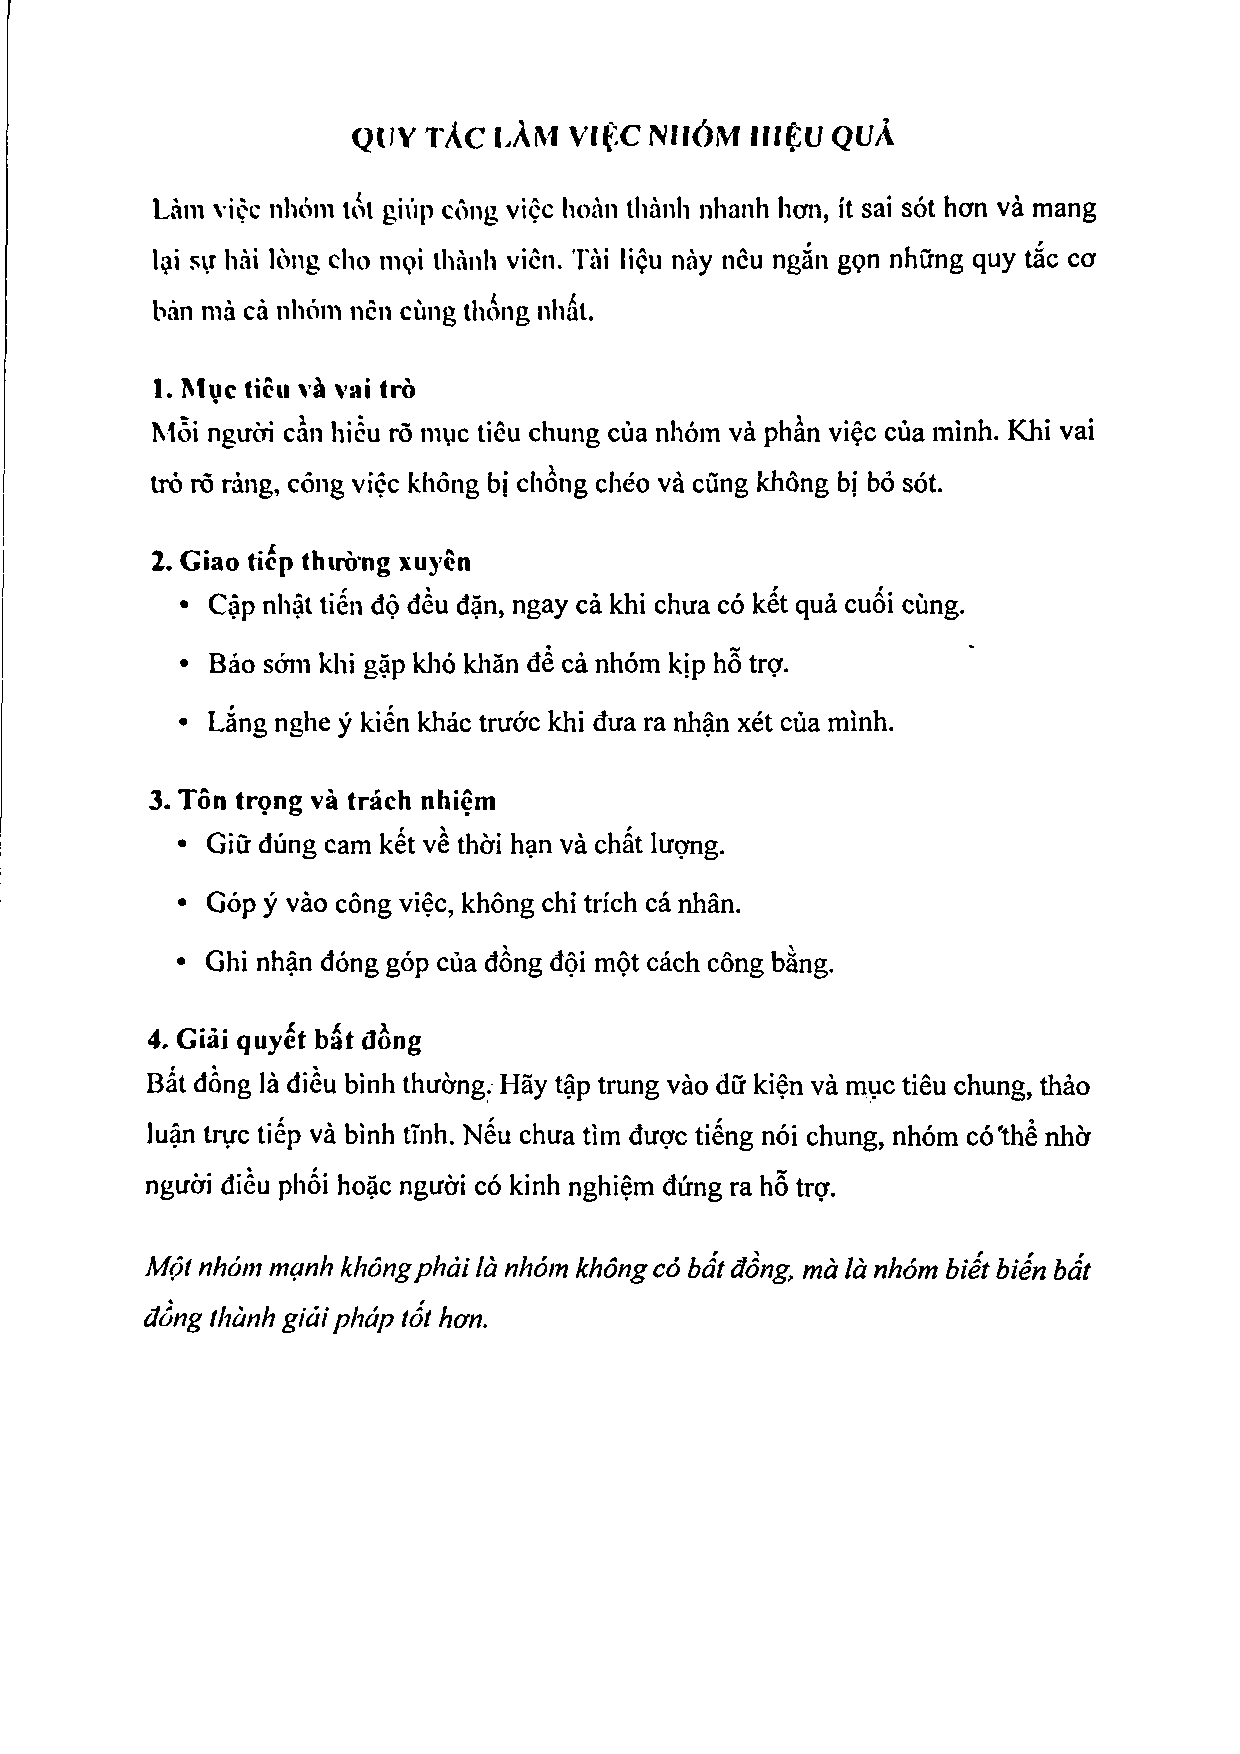 QUY TẮC LÀM VIỆC NHÓM HIỆU QUẢ
Làm việc nhóm tốt giúp công việc hoàn thành nhanh hơn, ít sai sót hơn và mang
lại sự hài lòng cho mọi thành viên. Tài liệu này nêu ngắn gọn những quy tắc cơ
bản mà cả nhóm nên cùng thống nhất.
1. Mục tiêu và vai trò
Mỗi người cần hiểu rõ mục tiêu chung của nhóm và phần việc của mình. Khi vai
trò rõ ràng, công việc không bị chồng chéo và cũng không bị bỏ sót.
2. Giao tiếp thường xuyên
• Cập nhật tiến độ đều đặn, ngay cả khi chưa có kết quả cuối cùng.
• Báo sớm khi gặp khó khăn để cả nhóm kịp hỗ trợ.
• Lắng nghe ý kiến khác trước khi đưa ra nhận xét của mình.
3. Tôn trọng và trách nhiệm
• Giữ đúng cam kết về thời hạn và chất lượng.
• Góp ý vào công việc, không chỉ trích cá nhân.
• Ghi nhận đóng góp của đồng đội một cách công bằng.
4. Giải quyết bất đồng
Bất đồng là điều bình thường. Hãy tập trung vào dữ kiện và mục tiêu chung, thảo
luận trực tiếp và bình tĩnh. Nếu chưa tìm được tiếng nói chung, nhóm có thể nhờ
người điều phối hoặc người có kinh nghiệm đứng ra hỗ trợ.
Một nhóm mạnh không phải là nhóm không có bất đồng, mà là nhóm biết biến bất
đồng thành giải pháp tốt hơn.